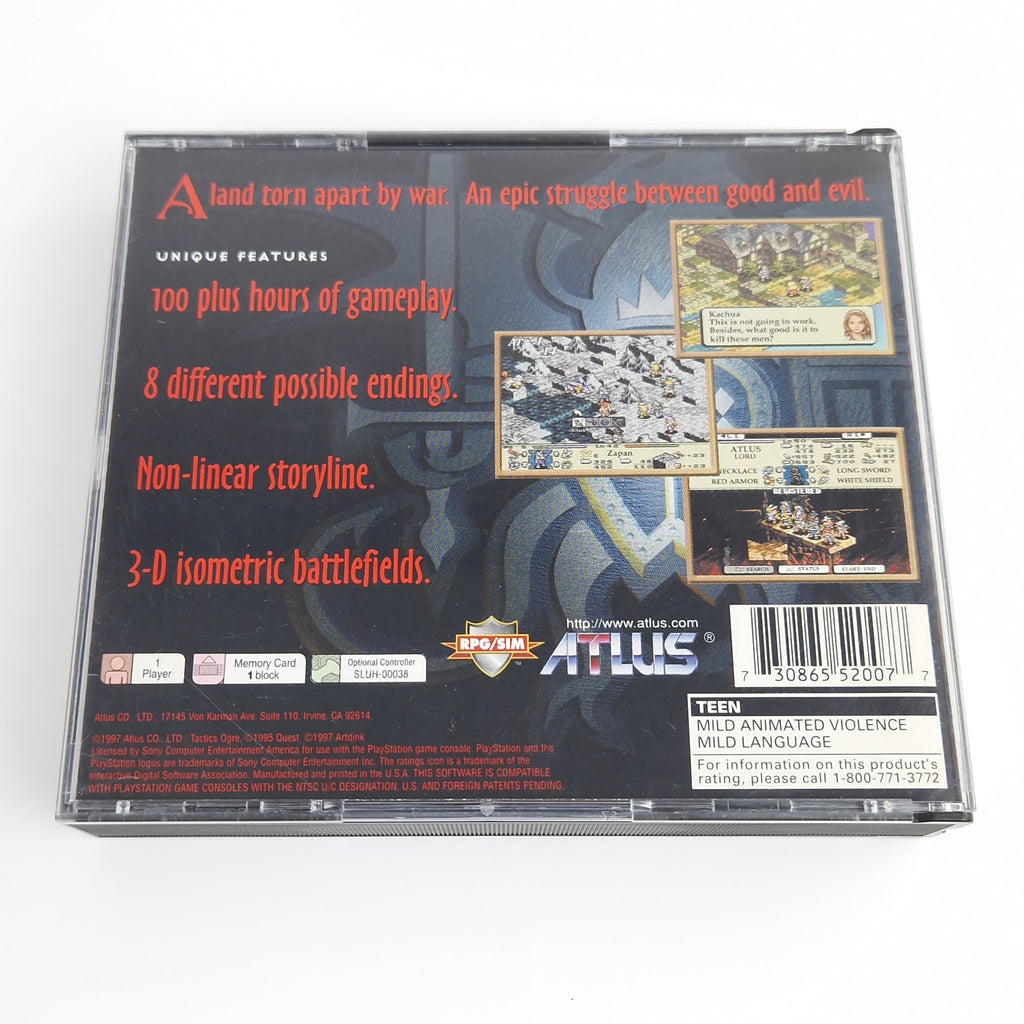 A land torn apart by war. An epic struggle between good and evil.
UNIQUE FEATURES
100 plus hours of gameplay.
8 different possible endings.
Non-linear storyline.
3-D isometric battlefields.
Kachua
This is not going to work.
Besides, what good is it to
kill these men?
Zapan
ATLUS
LORD
NECKLACE
LONG SWORD
RED ARMOR
WHITE SHIELD
REGISTERED
SEARCH
STATUS
START: END
1
Player
Memory Card
1 block
Optional Controller
SLUH-00038
RPG/SIM
TM
http://www.atlus.com
ATLUS ®
7 30865 52007 7
TEEN
MILD ANIMATED VIOLENCE
MILD LANGUAGE
For information on this product's
rating, please call 1-800-771-3772
Atlus CO., LTD., 17145 Von Karman Ave. Suite 110, Irvine, CA 92614.
©1997 Atlus CO.,LTD. Tactics Ogre, ©1995 Quest ©1997 Artdink
Licensed by Sony Computer Entertainment America for use with the PlayStation game console. PlayStation and the
PlayStation logo are trademarks of Sony Computer Entertainment Inc. The ratings icon is a trademark of the
Interactive Digital Software Association. Manufactured and printed in the U.S.A. THIS SOFTWARE IS COMPATIBLE
WITH PLAYSTATION GAME CONSOLES WITH THE NTSC U/C DESIGNATION. U.S. AND FOREIGN PATENTS PENDING.